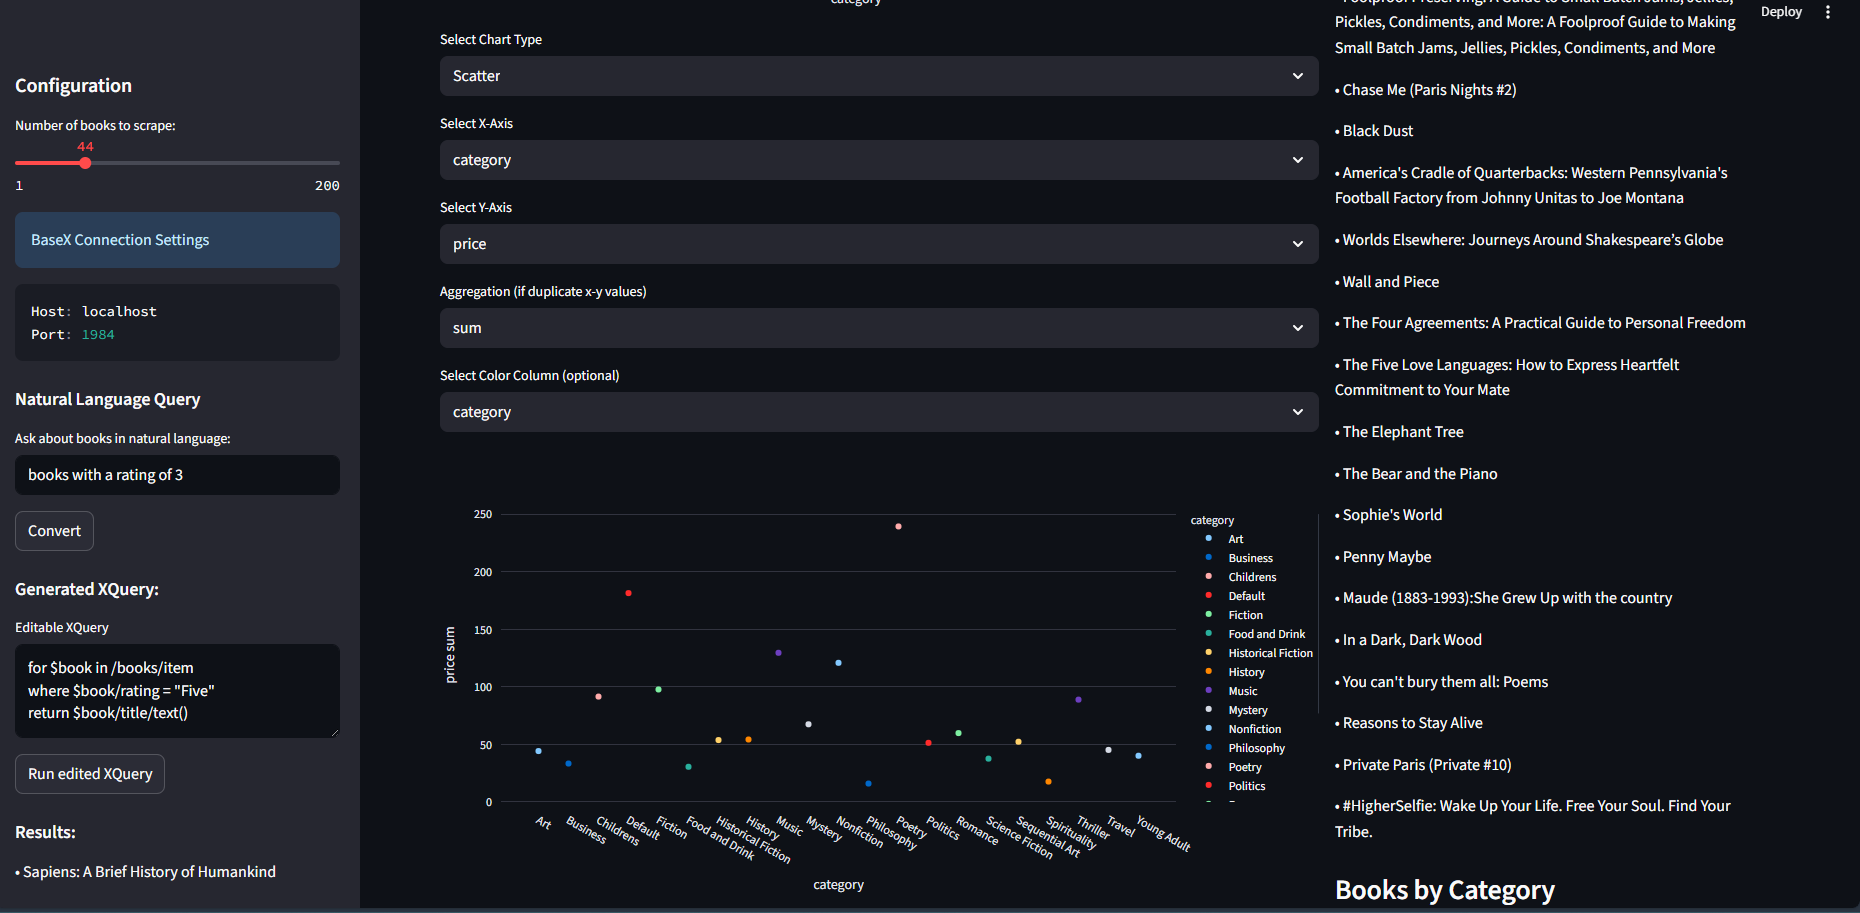 Configuration
Number of books to scrape:
44
1
200
BaseX Connection Settings
Host: localhost
Port: 1984
Natural Language Query
Ask about books in natural language:
books with a rating of 3
Convert
Generated XQuery:
Editable XQuery
for $book in /books/item
where $book/rating = "Five"
return $book/title/text()
Run edited XQuery
Results:
• Sapiens: A Brief History of Humankind
category
Select Chart Type
Scatter
Select X-Axis
category
Select Y-Axis
price
Aggregation (if duplicate x-y values)
sum
Select Color Column (optional)
category
250
200
150
100
50
0
price sum
Art
Business
Childrens
Default
Fiction
Food and Drink
Historical Fiction
History
Music
Mystery
Nonfiction
Philosophy
Poetry
Politics
Romance
Science Fiction
Sequential Art
Spirituality
Thriller
Travel
Young Adult
category
category
Art
Business
Childrens
Default
Fiction
Food and Drink
Historical Fiction
History
Music
Mystery
Nonfiction
Philosophy
Poetry
Politics
Deploy
• Foolproof Preserving: A Guide to Small Batch Jams, Jellies,
Pickles, Condiments, and More: A Foolproof Guide to Making
Small Batch Jams, Jellies, Pickles, Condiments, and More
• Chase Me (Paris Nights #2)
• Black Dust
• America's Cradle of Quarterbacks: Western Pennsylvania's
Football Factory from Johnny Unitas to Joe Montana
• Worlds Elsewhere: Journeys Around Shakespeare’s Globe
• Wall and Piece
• The Four Agreements: A Practical Guide to Personal Freedom
• The Five Love Languages: How to Express Heartfelt
Commitment to Your Mate
• The Elephant Tree
• The Bear and the Piano
• Sophie's World
• Penny Maybe
• Maude (1883-1993):She Grew Up with the country
• In a Dark, Dark Wood
• You can't bury them all: Poems
• Reasons to Stay Alive
• Private Paris (Private #10)
• #HigherSelfie: Wake Up Your Life. Free Your Soul. Find Your
Tribe.
Books by Category